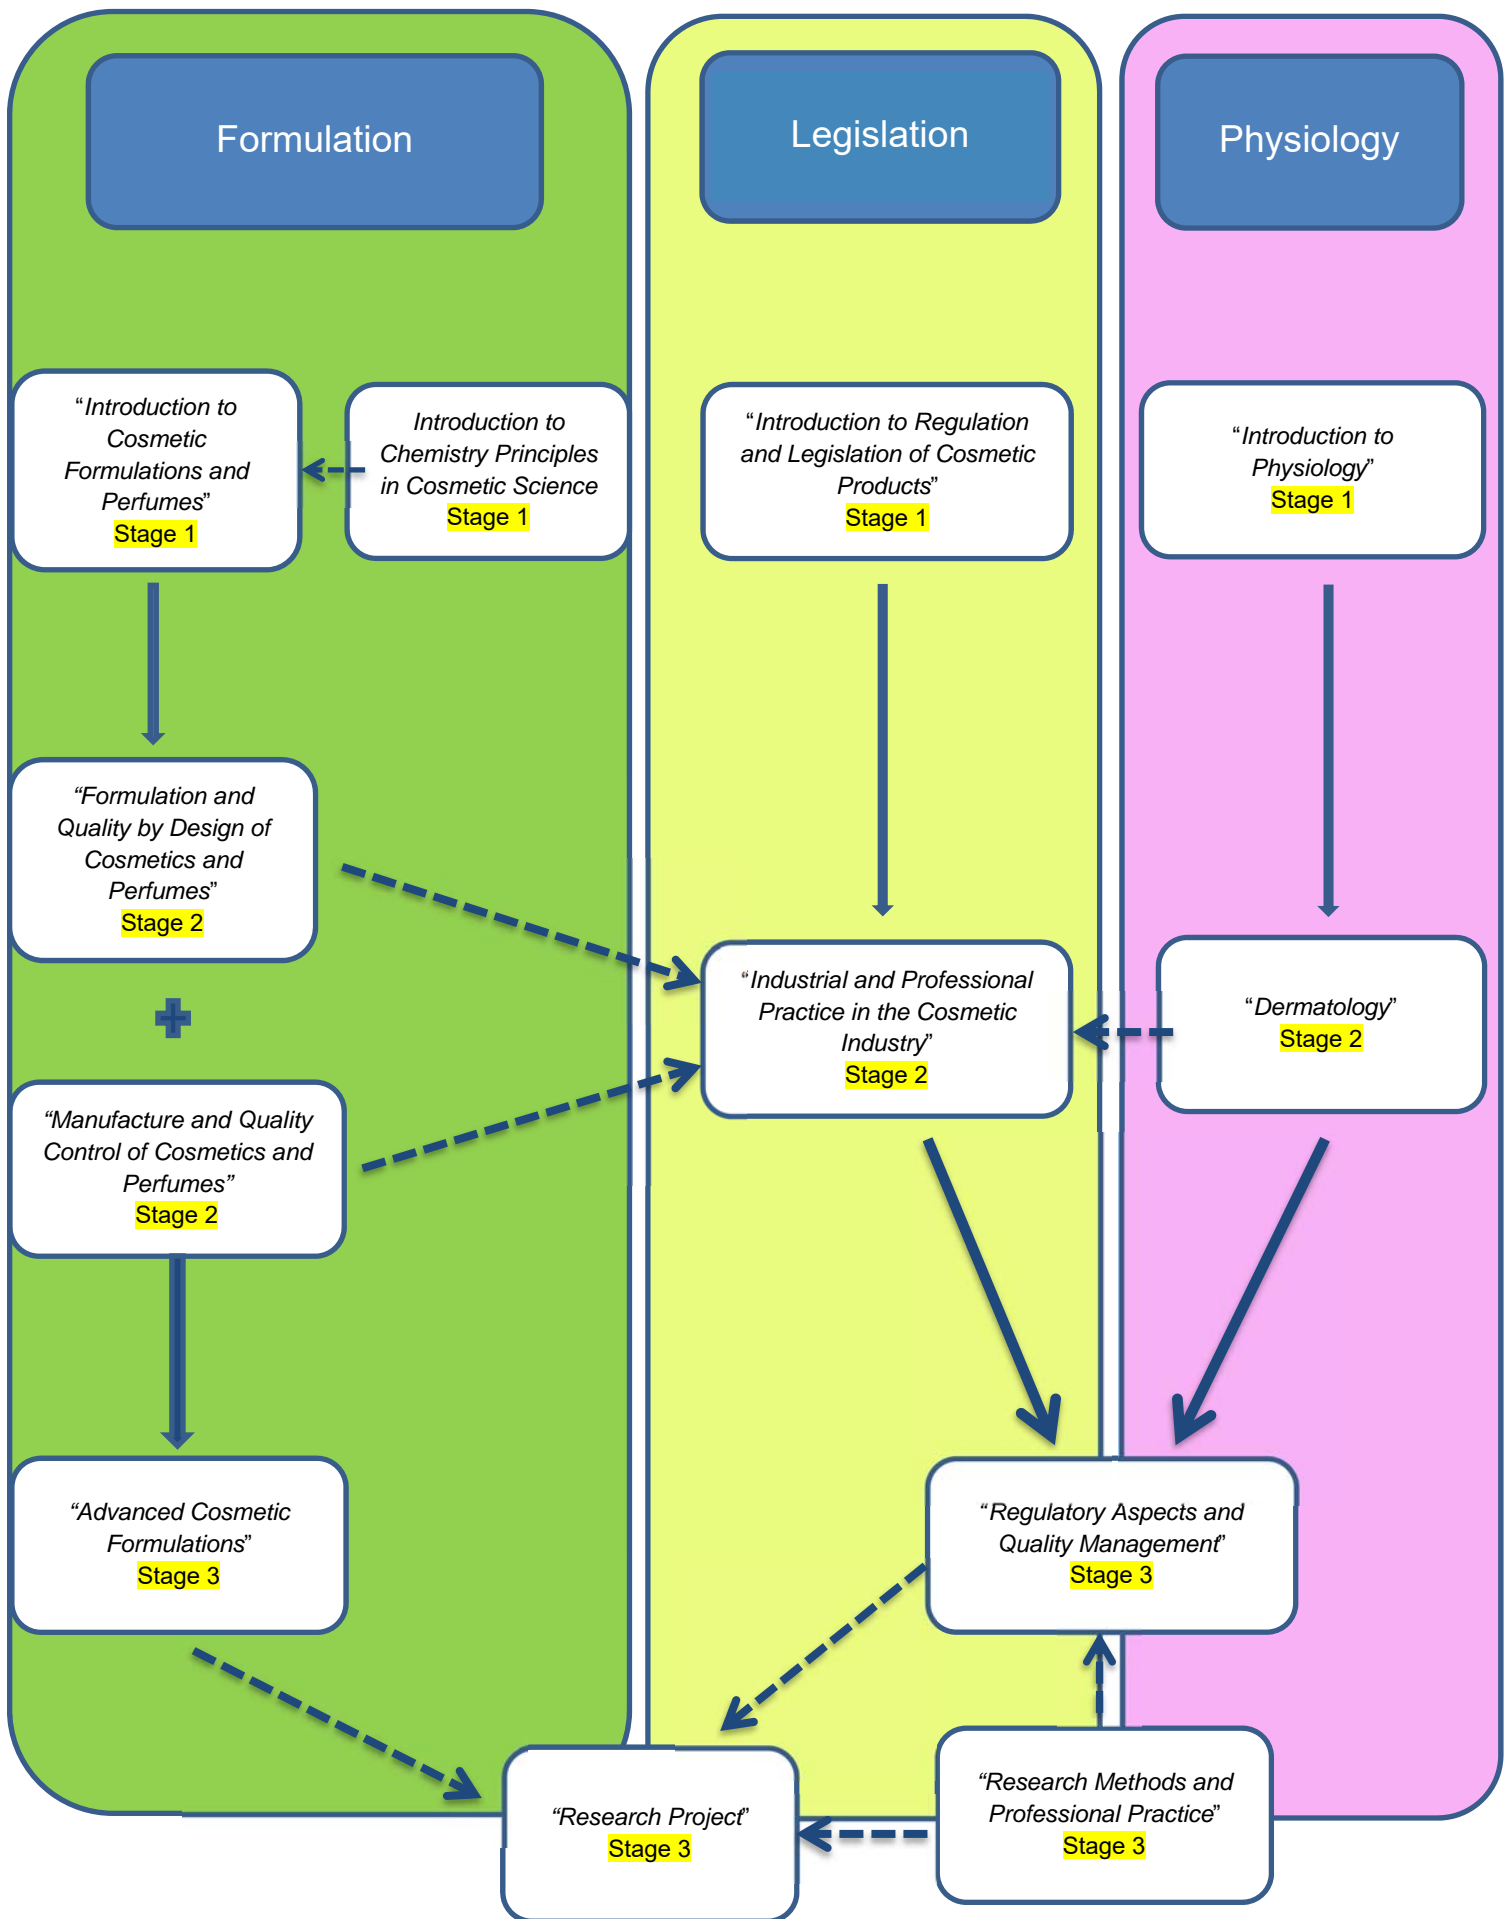 Formulation
Legislation
Physiology
“Introduction to
Cosmetic
Formulations and
Perfumes”
Stage 1
Introduction to
Chemistry Principles
in Cosmetic Science
Stage 1
“Introduction to Regulation
and Legislation of Cosmetic
Products”
Stage 1
“Introduction to
Physiology”
Stage 1
“Formulation and
Quality by Design of
Cosmetics and
Perfumes”
Stage 2
“Industrial and Professional
Practice in the Cosmetic
Industry”
Stage 2
“Dermatology”
Stage 2
“Manufacture and Quality
Control of Cosmetics and
Perfumes”
Stage 2
“Advanced Cosmetic
Formulations”
Stage 3
“Regulatory Aspects and
Quality Management”
Stage 3
“Research Project”
Stage 3
“Research Methods and
Professional Practice”
Stage 3